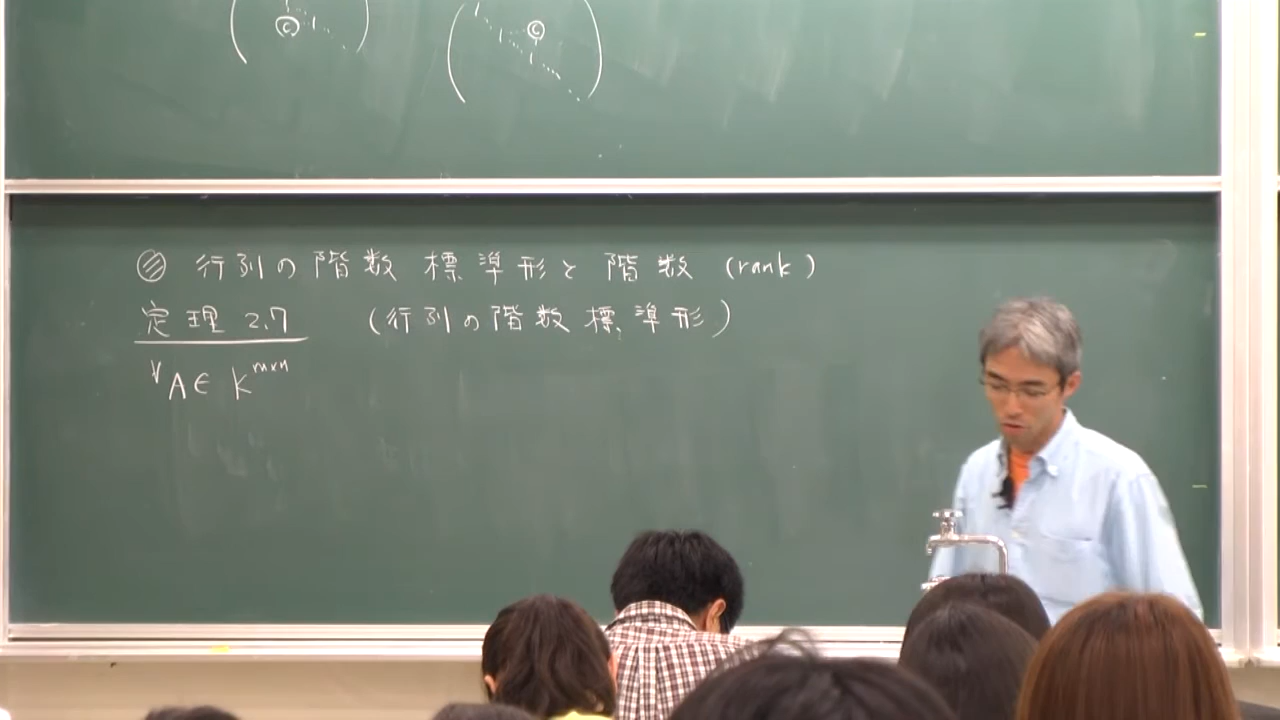 ⓒ ⓒ
行列の階数標準形と階数 (rank)
定理 2.7 (行列の階数標準形)
∀A∈ K^{m×n}